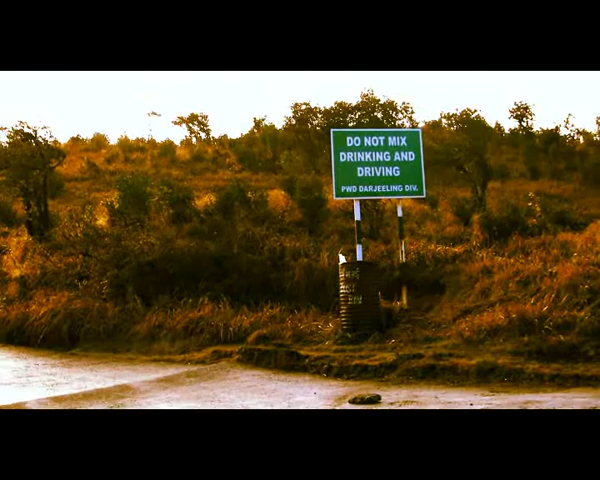 DO NOT MIX
DRINKING AND
DRIVING
PWD DARJEELING DIV.